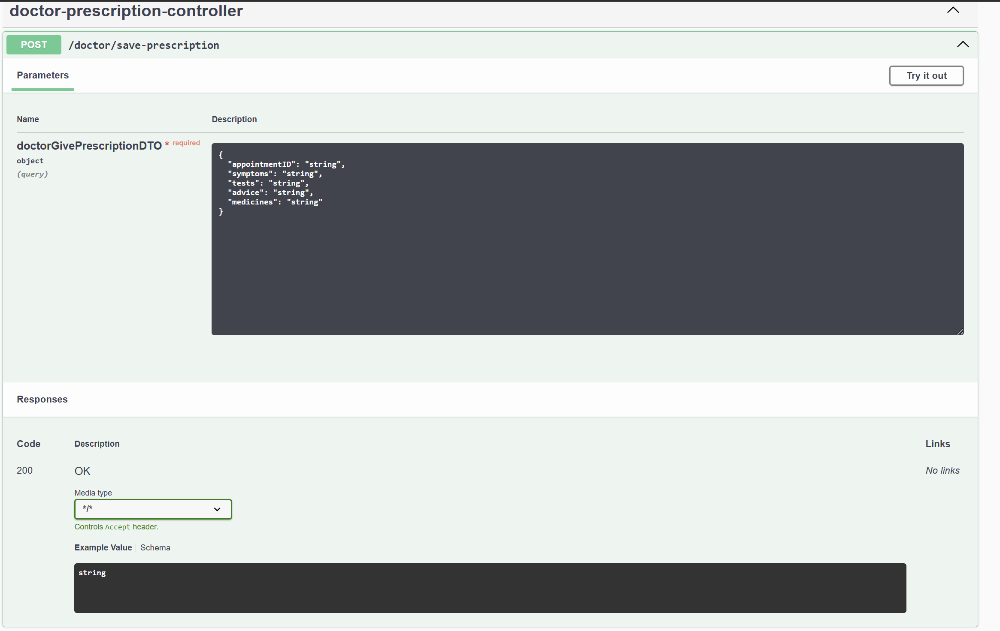 doctor-prescription-controller
POST /doctor/save-prescription
Parameters
Try it out
Name Description
doctorGivePrescriptionDTO * required
object
(query)
{
  "appointmentID": "string",
  "symptoms": "string",
  "tests": "string",
  "advice": "string",
  "medicines": "string"
}
Responses
Code Description Links
200 OK No links
Media type
*/*
Controls Accept header.
Example Value Schema
string